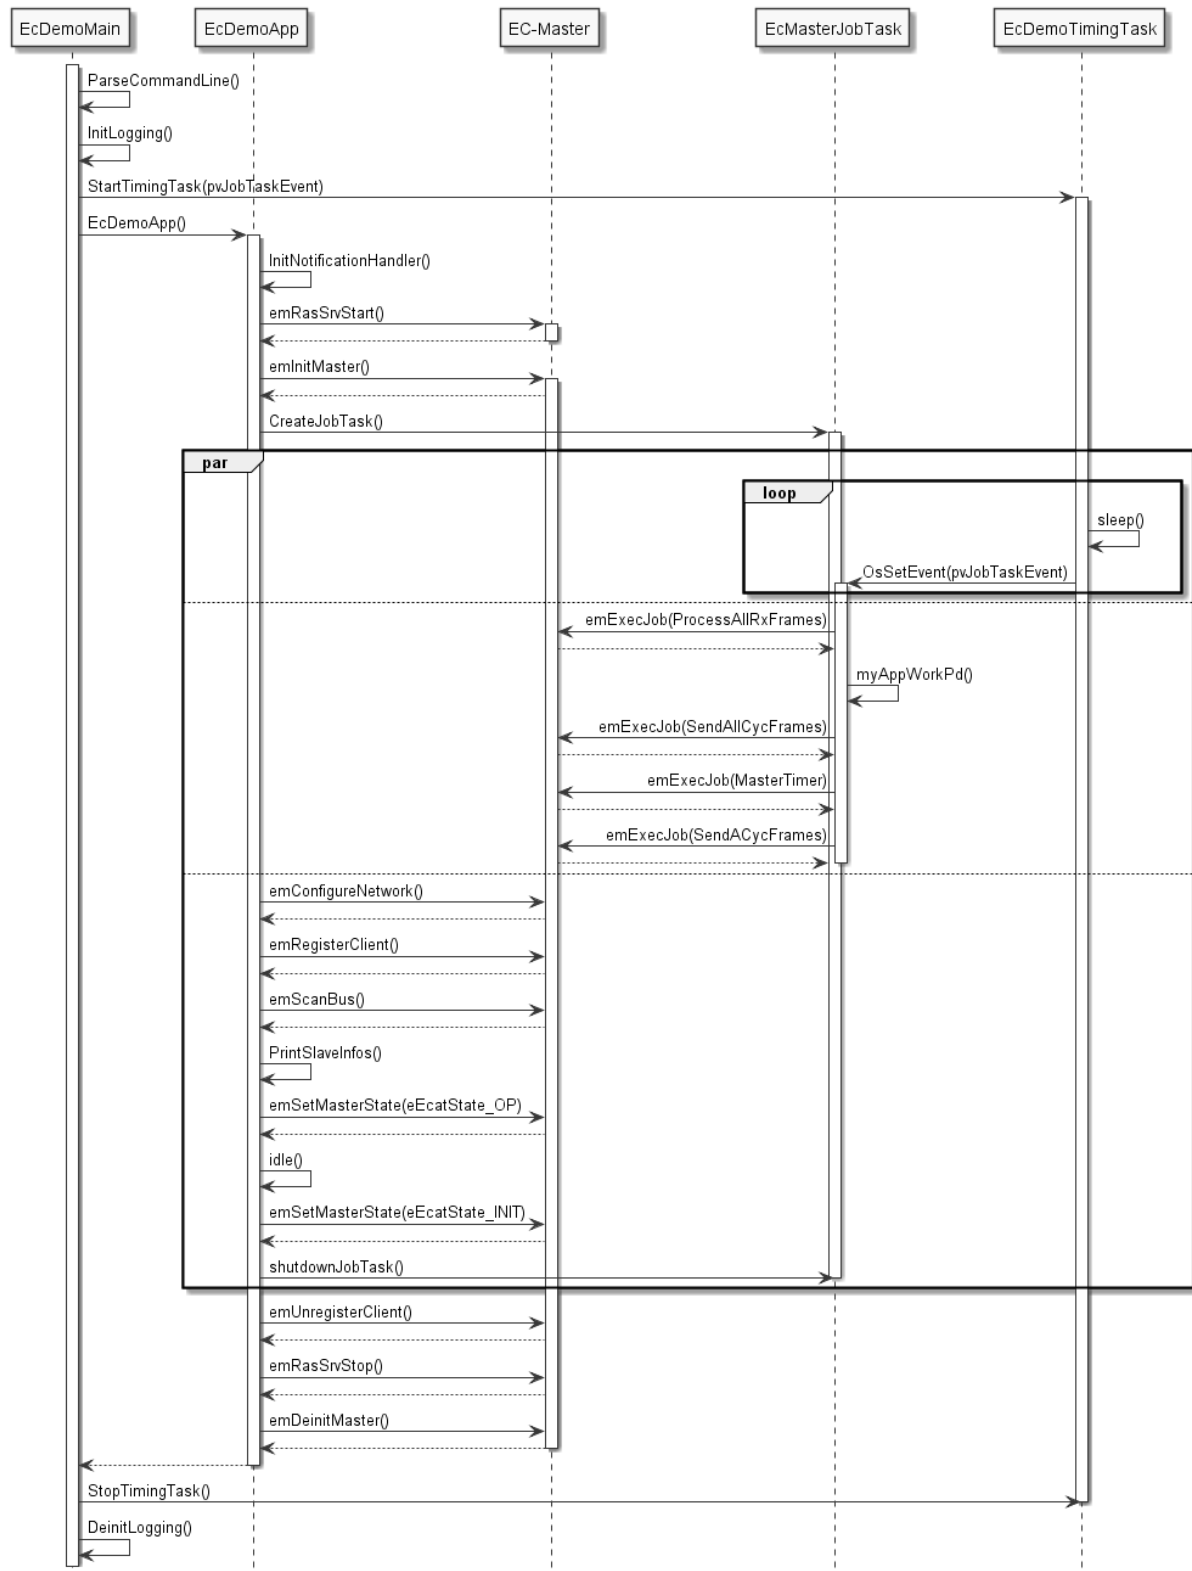 EcDemoMain
EcDemoApp
EC-Master
EcMasterJobTask
EcDemoTimingTask
ParseCommandLine()
InitLogging()
StartTimingTask(pvJobTaskEvent)
EcDemoApp()
InitNotificationHandler()
emRasSrvStart()
emInitMaster()
CreateJobTask()
par
loop
sleep()
OsSetEvent(pvJobTaskEvent)
emExecJob(ProcessAllRxFrames)
myAppWorkPd()
emExecJob(SendAllCycFrames)
emExecJob(MasterTimer)
emExecJob(SendACycFrames)
emConfigureNetwork()
emRegisterClient()
emScanBus()
PrintSlaveInfos()
emSetMasterState(eEcatState_OP)
idle()
emSetMasterState(eEcatState_INIT)
shutdownJobTask()
emUnregisterClient()
emRasSrvStop()
emDeinitMaster()
StopTimingTask()
DeinitLogging()